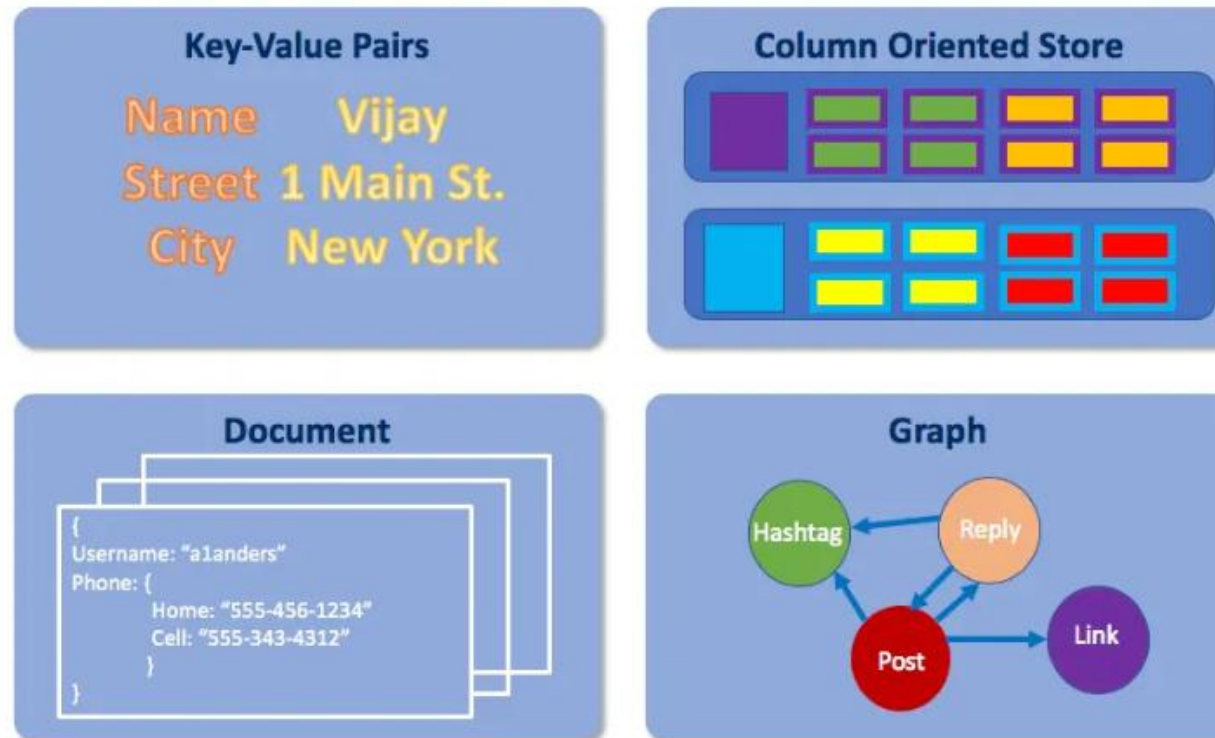 Key-Value Pairs
Name Vijay
Street 1 Main St.
City New York
Column Oriented Store
Document
{
Username: “a1anders”
Phone: {
Home: “555-456-1234”
Cell: “555-343-4312”
}
}
Graph
Hashtag
Reply
Post
Link